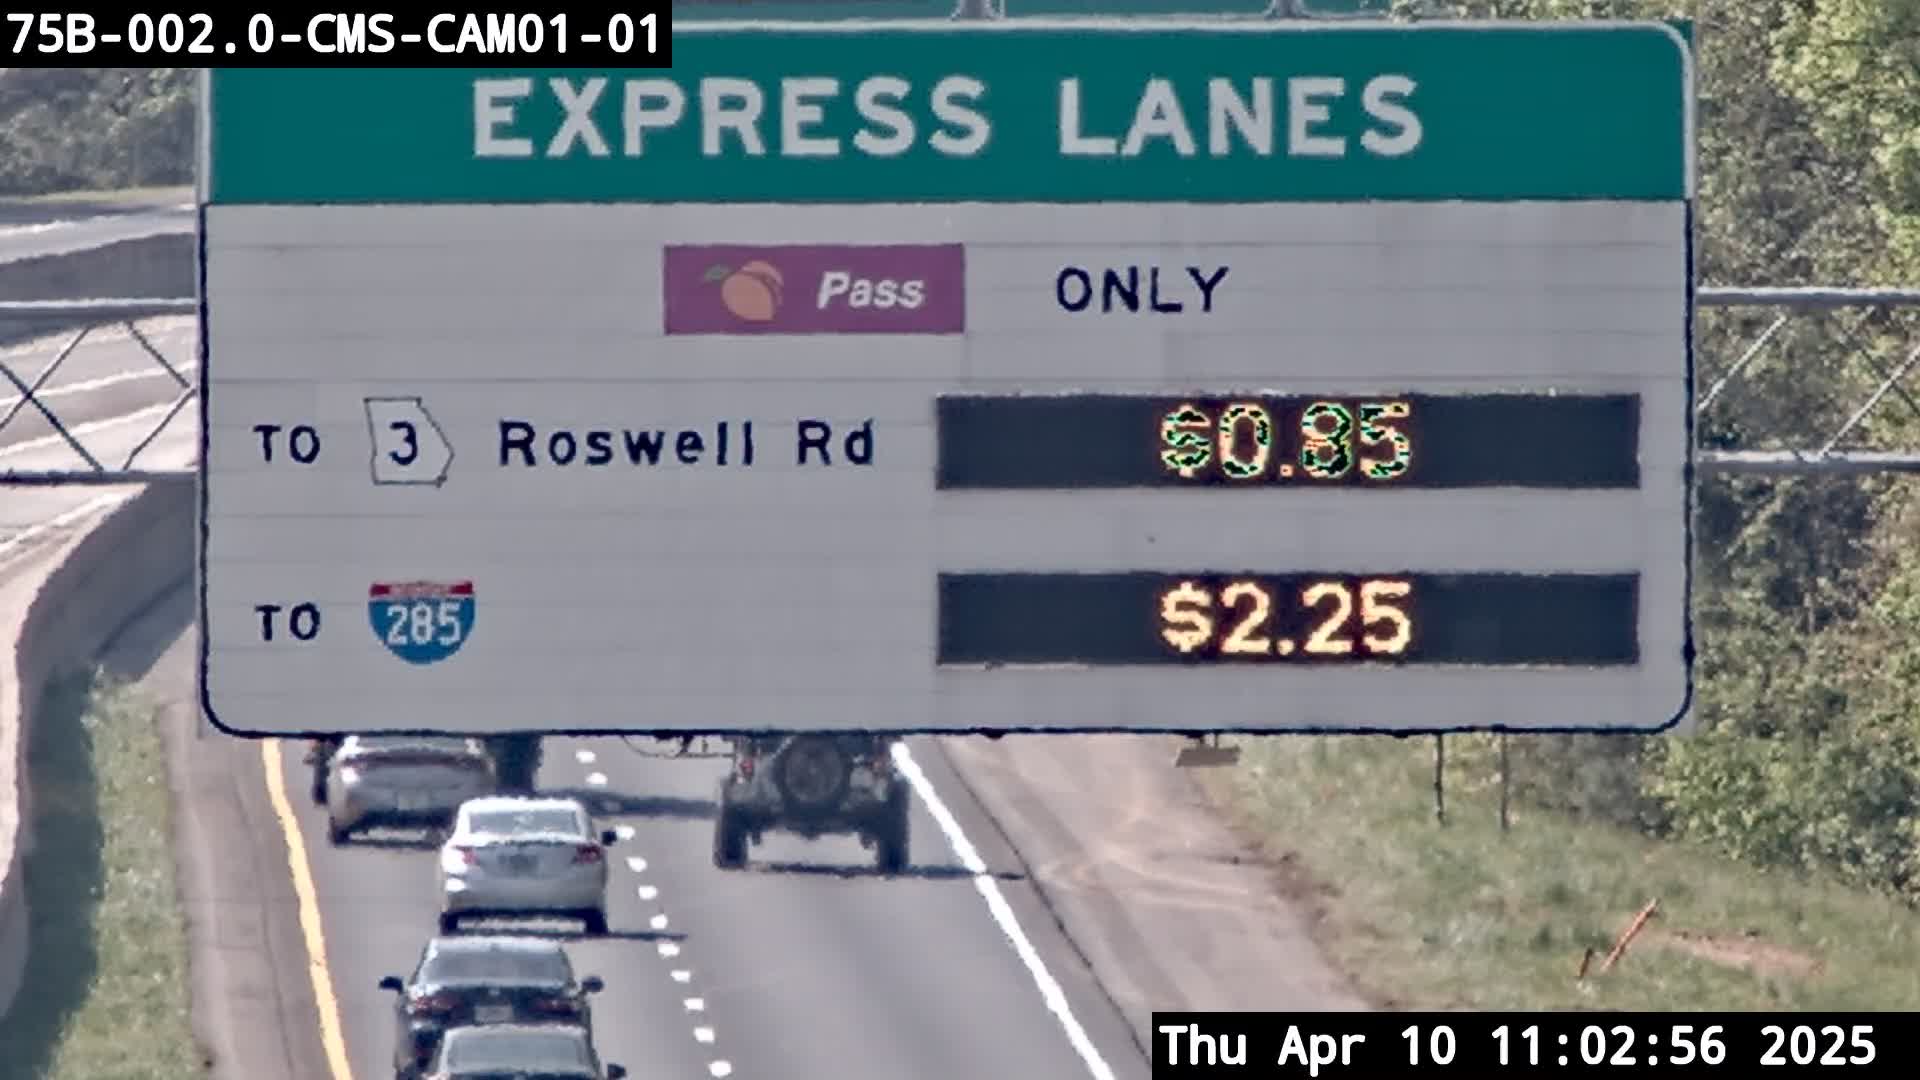 75B-002.0-CMS-CAM01-01
EXPRESS LANES
Pass ONLY
TO 3 Roswell Rd $0.85
TO 285 $2.25
Thu Apr 10 11:02:56 2025